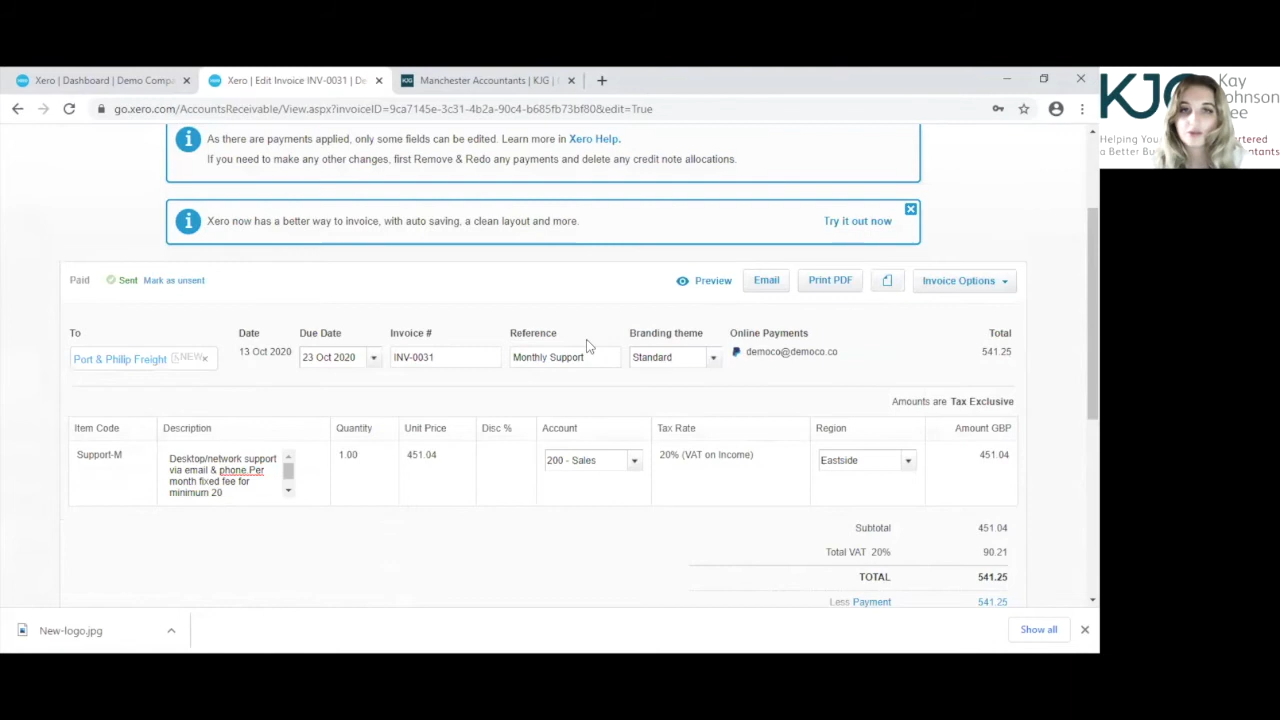 Xero | Dashboard | Demo Compa
Xero | Edit Invoice INV-0031 | De
KJG
Manchester Accountants | KJG |
go.xero.com/AccountsReceivable/View.aspx?invoiceID=9ca7145e-3c31-4b2a-90c4-b685fb73bf80&edit=True
KJG
Kay
Johnson
Gee
Helping You
a Better Bu
As there are payments applied, only some fields can be edited. Learn more in Xero Help.
If you need to make any other changes, first Remove & Redo any payments and delete any credit note allocations.
Xero now has a better way to invoice, with auto saving, a clean layout and more.
Try it out now
Paid
Sent Mark as unsent
Preview
Email
Print PDF
Invoice Options
To
Date
Due Date
Invoice #
Reference
Branding theme
Online Payments
Total
Port & Philip Freight
NEW
13 Oct 2020
23 Oct 2020
INV-0031
Monthly Support
Standard
democo@democo.co
541.25
Amounts are Tax Exclusive
Item Code
Description
Quantity
Unit Price
Disc %
Account
Tax Rate
Region
Amount GBP
Support-M
Desktop/network support
via email & phone.Per
month fixed fee for
minimum 20
1.00
451.04
200 - Sales
20% (VAT on Income)
Eastside
451.04
Subtotal
451.04
Total VAT 20%
90.21
TOTAL
541.25
Less Payment
541.25
New-logo.jpg
Show all